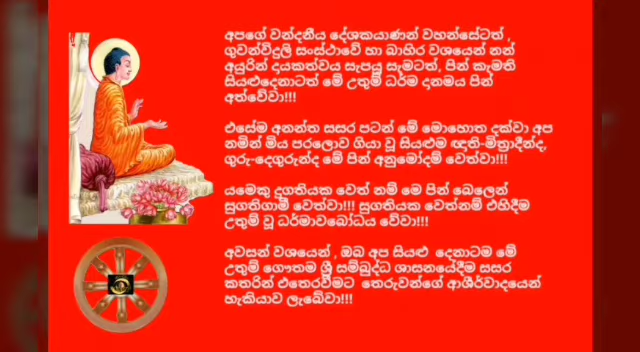 අපගේ වන්දනීය දේශකයාණන් වහන්සේටත් ,
ගුවන්විදුලි සංස්ථාවේ හා බාහිර වශයෙන් නන්
අයුරින් දායකත්වය සැපයූ සැමටත්, පින් කැමති
සියළුදෙනාටත් මේ උතුම් ධර්ම දානමය පින්
අත්වේවා!!!
එසේම අනන්ත සසර පටන් මේ මොහොත දක්වා අප
නමින් මිය පරලොව ගියා වූ සියළුම ඥාති-මිත්‍රාදීන්ද,
ගුරු-දෙගුරුන්ද මේ පින් අනුමෝදම් වෙත්වා!!!
යමෙකු දුගතියක වෙත් නම් මෙ පින් බෙලෙන්
සුගතිගාමී වෙත්වා!!! සුගතියක වෙත්නම් එහිදීම
උතුම් වූ ධර්මාවබෝධය වේවා!!!
අවසන් වශයෙන් , ඔබ අප සියළු දෙනාටම මේ
උතුම් ගෞතම ශ්‍රී සම්බුද්ධ ශාසනයේදීම සසර
කතරින් එතෙරවීමට තෙරුවන්ගේ ආශීර්වාදයෙන්
හැකියාව ලැබේවා!!!